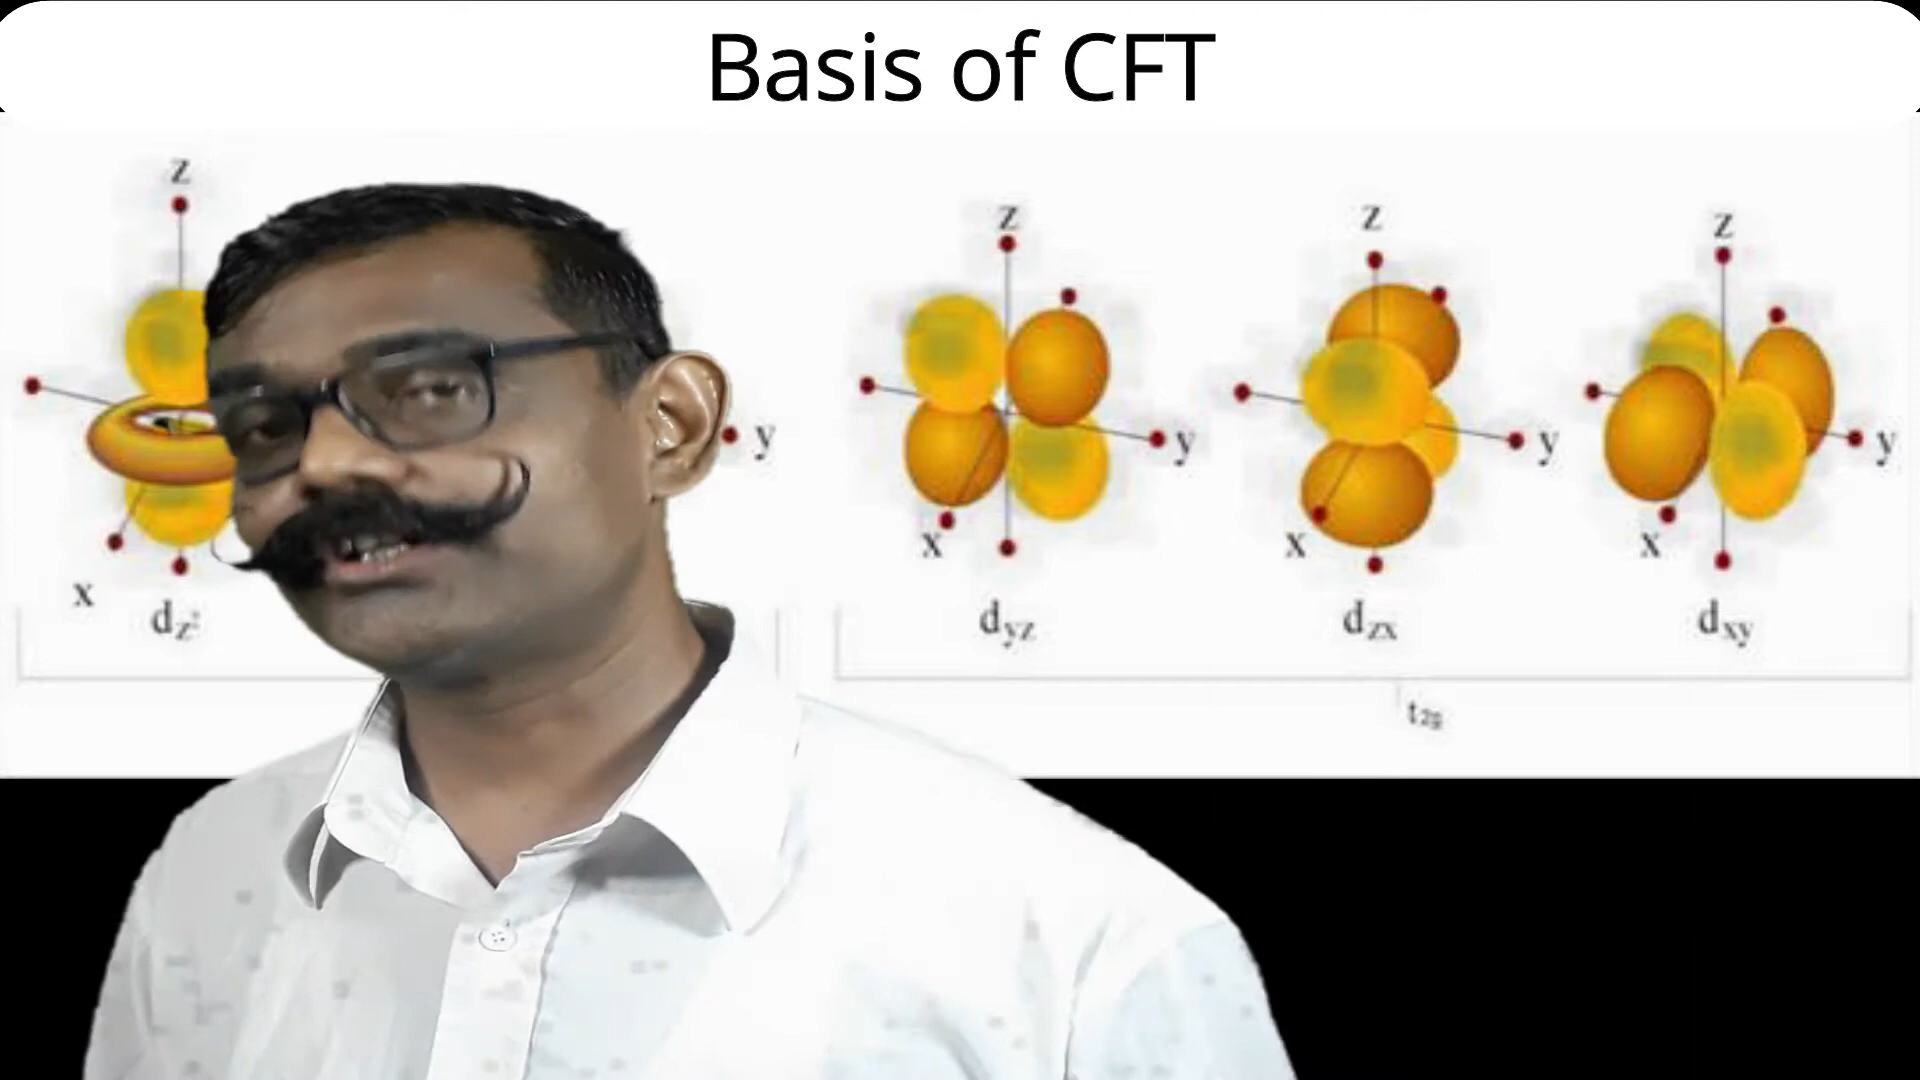 Basis of CFT
z
z
z
z
y
y
y
y
x
x
x
x
d_z²
d_yz
d_zx
d_xy
t_2g